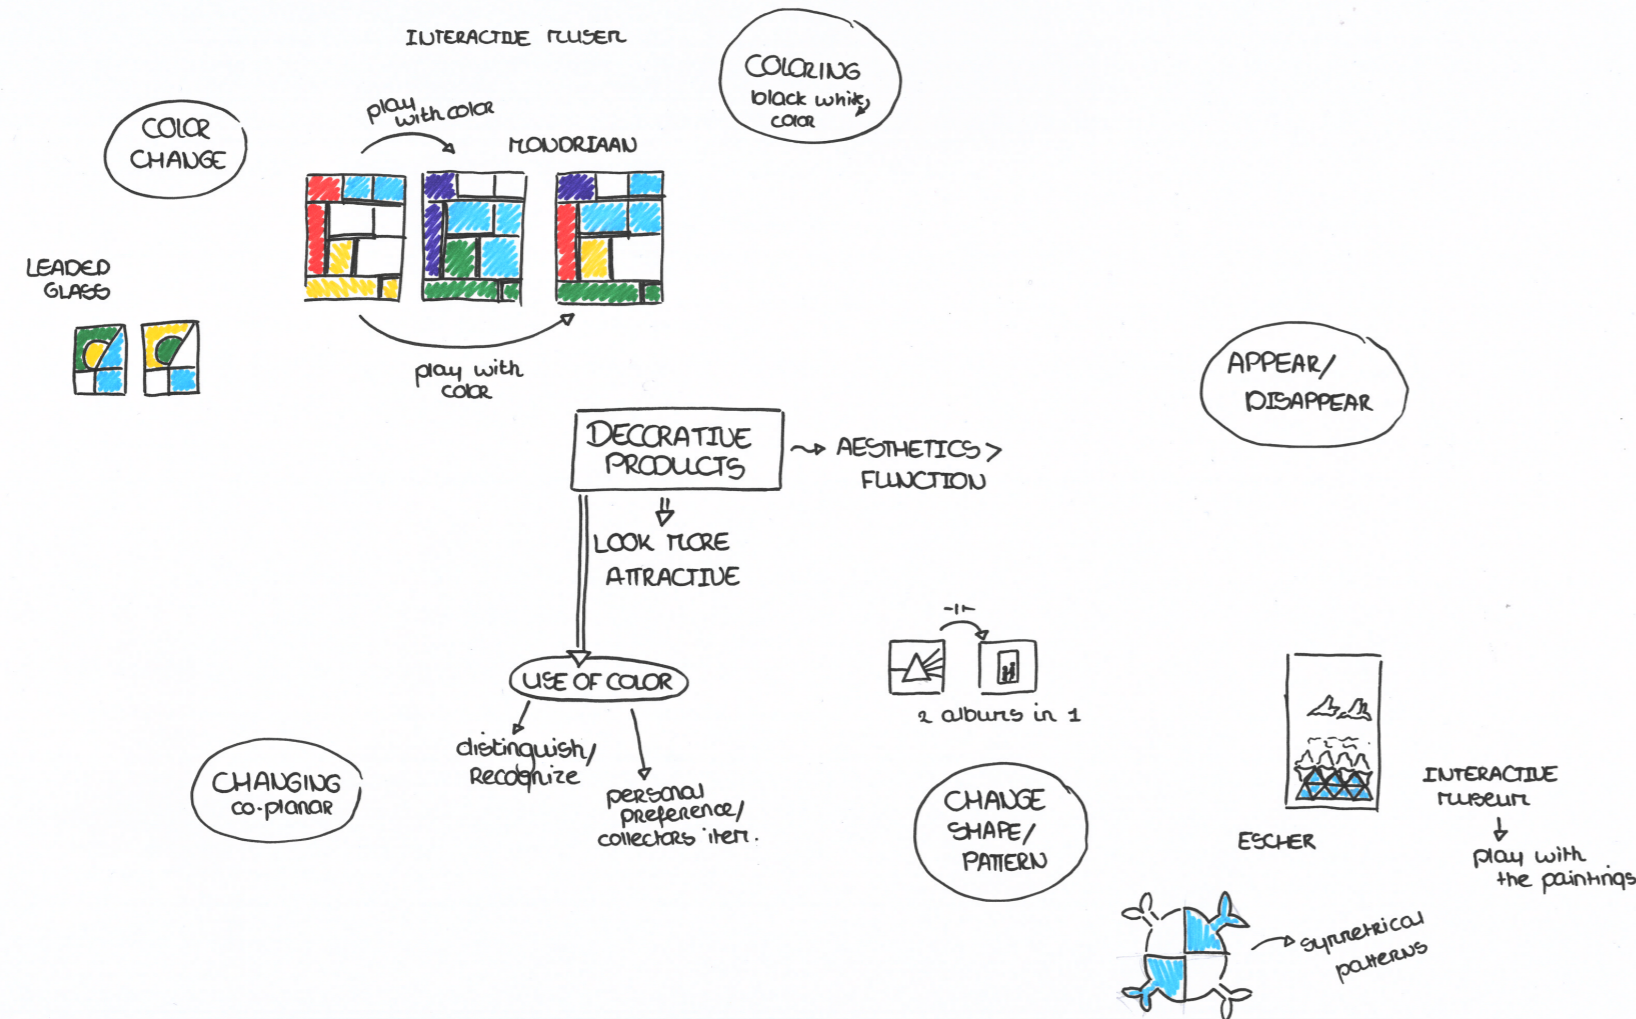 INTERACTIVE MUSEM
COLORING
black white,
color
COLOR
CHANGE
play
with color
MONDRIAAN
LEADED
GLASS
play with
color
APPEAR/
DISAPPEAR
DECORATIVE
PRODUCTS
AESTHETICS >
FUNCTION
LOOK MORE
ATTRACTIVE
USE OF COLOR
distinguish/
Recognize
personal
preference/
collectors item.
2 albums in 1
CHANGING
co-planar
CHANGE
SHAPE/
PATTERN
ESCHER
INTERACTIVE
museum
play with
the paintings
symmetrical
patterns